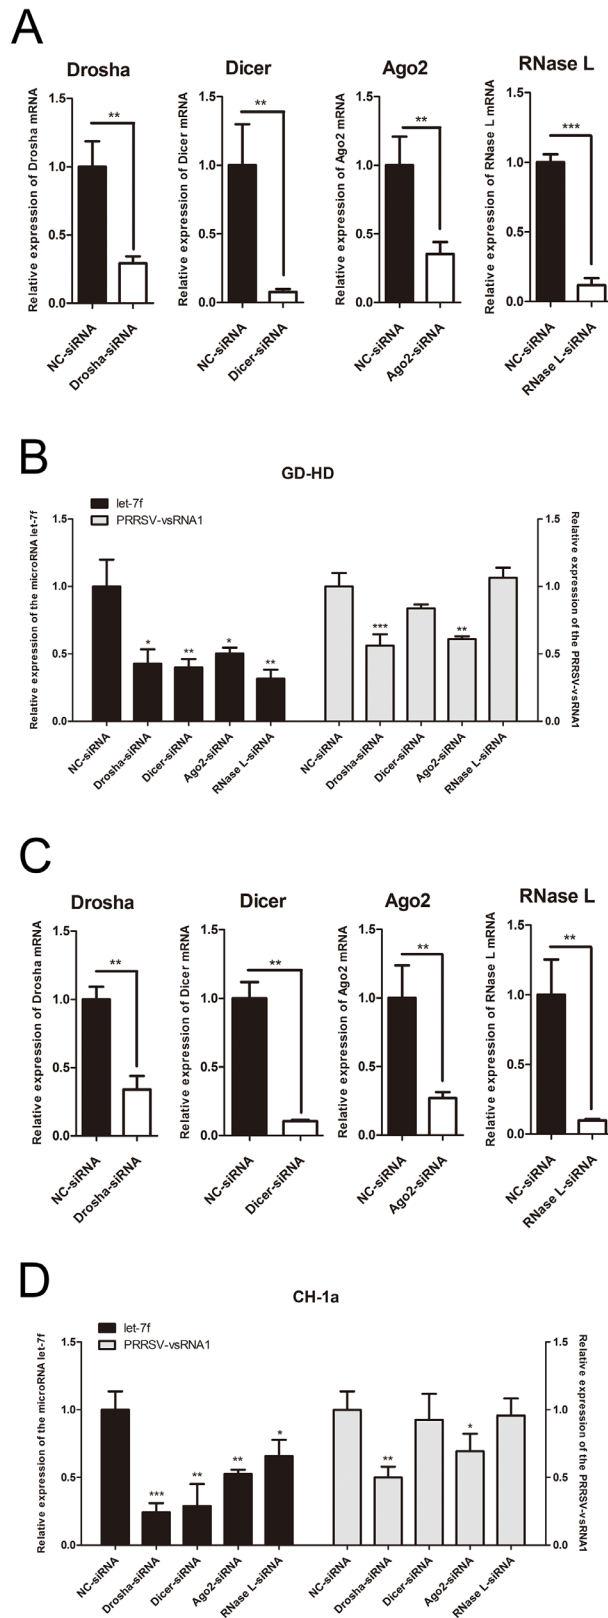 A
Drosha
Relative expression of Drosha mRNA
1.5
1.0
0.5
0.0
**
NC-siRNA
Drosha-siRNA
Dicer
Relative expression of Dicer mRNA
1.5
1.0
0.5
0.0
**
NC-siRNA
Dicer-siRNA
Ago2
Relative expression of Ago2 mRNA
1.5
1.0
0.5
0.0
**
NC-siRNA
Ago2-siRNA
RNase L
Relative expression of RNase L mRNA
1.5
1.0
0.5
0.0
***
NC-siRNA
RNase L-siRNA
B
GD-HD
let-7f
PRRSV-vsRNA1
Relative expression of the microRNA let-7f
1.5
1.0
0.5
0.0
*
**
*
**
***
**
NC-siRNA
Drosha-siRNA
Dicer-siRNA
Ago2-siRNA
RNase L-siRNA
NC-siRNA
Drosha-siRNA
Dicer-siRNA
Ago2-siRNA
RNase L-siRNA
1.5
1.0
0.5
0.0
Relative expression of the PRRSV-vsRNA1
C
Drosha
Relative expression of Drosha mRNA
1.5
1.0
0.5
0.0
**
NC-siRNA
Drosha-siRNA
Dicer
Relative expression of Dicer mRNA
1.5
1.0
0.5
0.0
**
NC-siRNA
Dicer-siRNA
Ago2
Relative expression of Ago2 mRNA
1.5
1.0
0.5
0.0
**
NC-siRNA
Ago2-siRNA
RNase L
Relative expression of RNase L mRNA
1.5
1.0
0.5
0.0
**
NC-siRNA
RNase L-siRNA
D
CH-1a
let-7f
PRRSV-vsRNA1
Relative expression of the microRNA let-7f
1.5
1.0
0.5
0.0
***
**
**
*
**
*
NC-siRNA
Drosha-siRNA
Dicer-siRNA
Ago2-siRNA
RNase L-siRNA
NC-siRNA
Drosha-siRNA
Dicer-siRNA
Ago2-siRNA
RNase L-siRNA
1.5
1.0
0.5
0.0
Relative expression of the PRRSV-vsRNA1